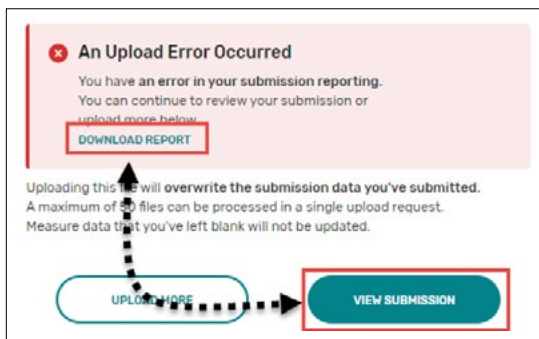 An Upload Error Occurred
You have an error in your submission reporting.
You can continue to review your submission or
upload more below
DOWNLOAD REPORT
Uploading this file will overwrite the submission data you've submitted.
A maximum of 50 files can be processed in a single upload request.
Measure data that you've left blank will not be updated.
UPLOAD MORE
VIEW SUBMISSION